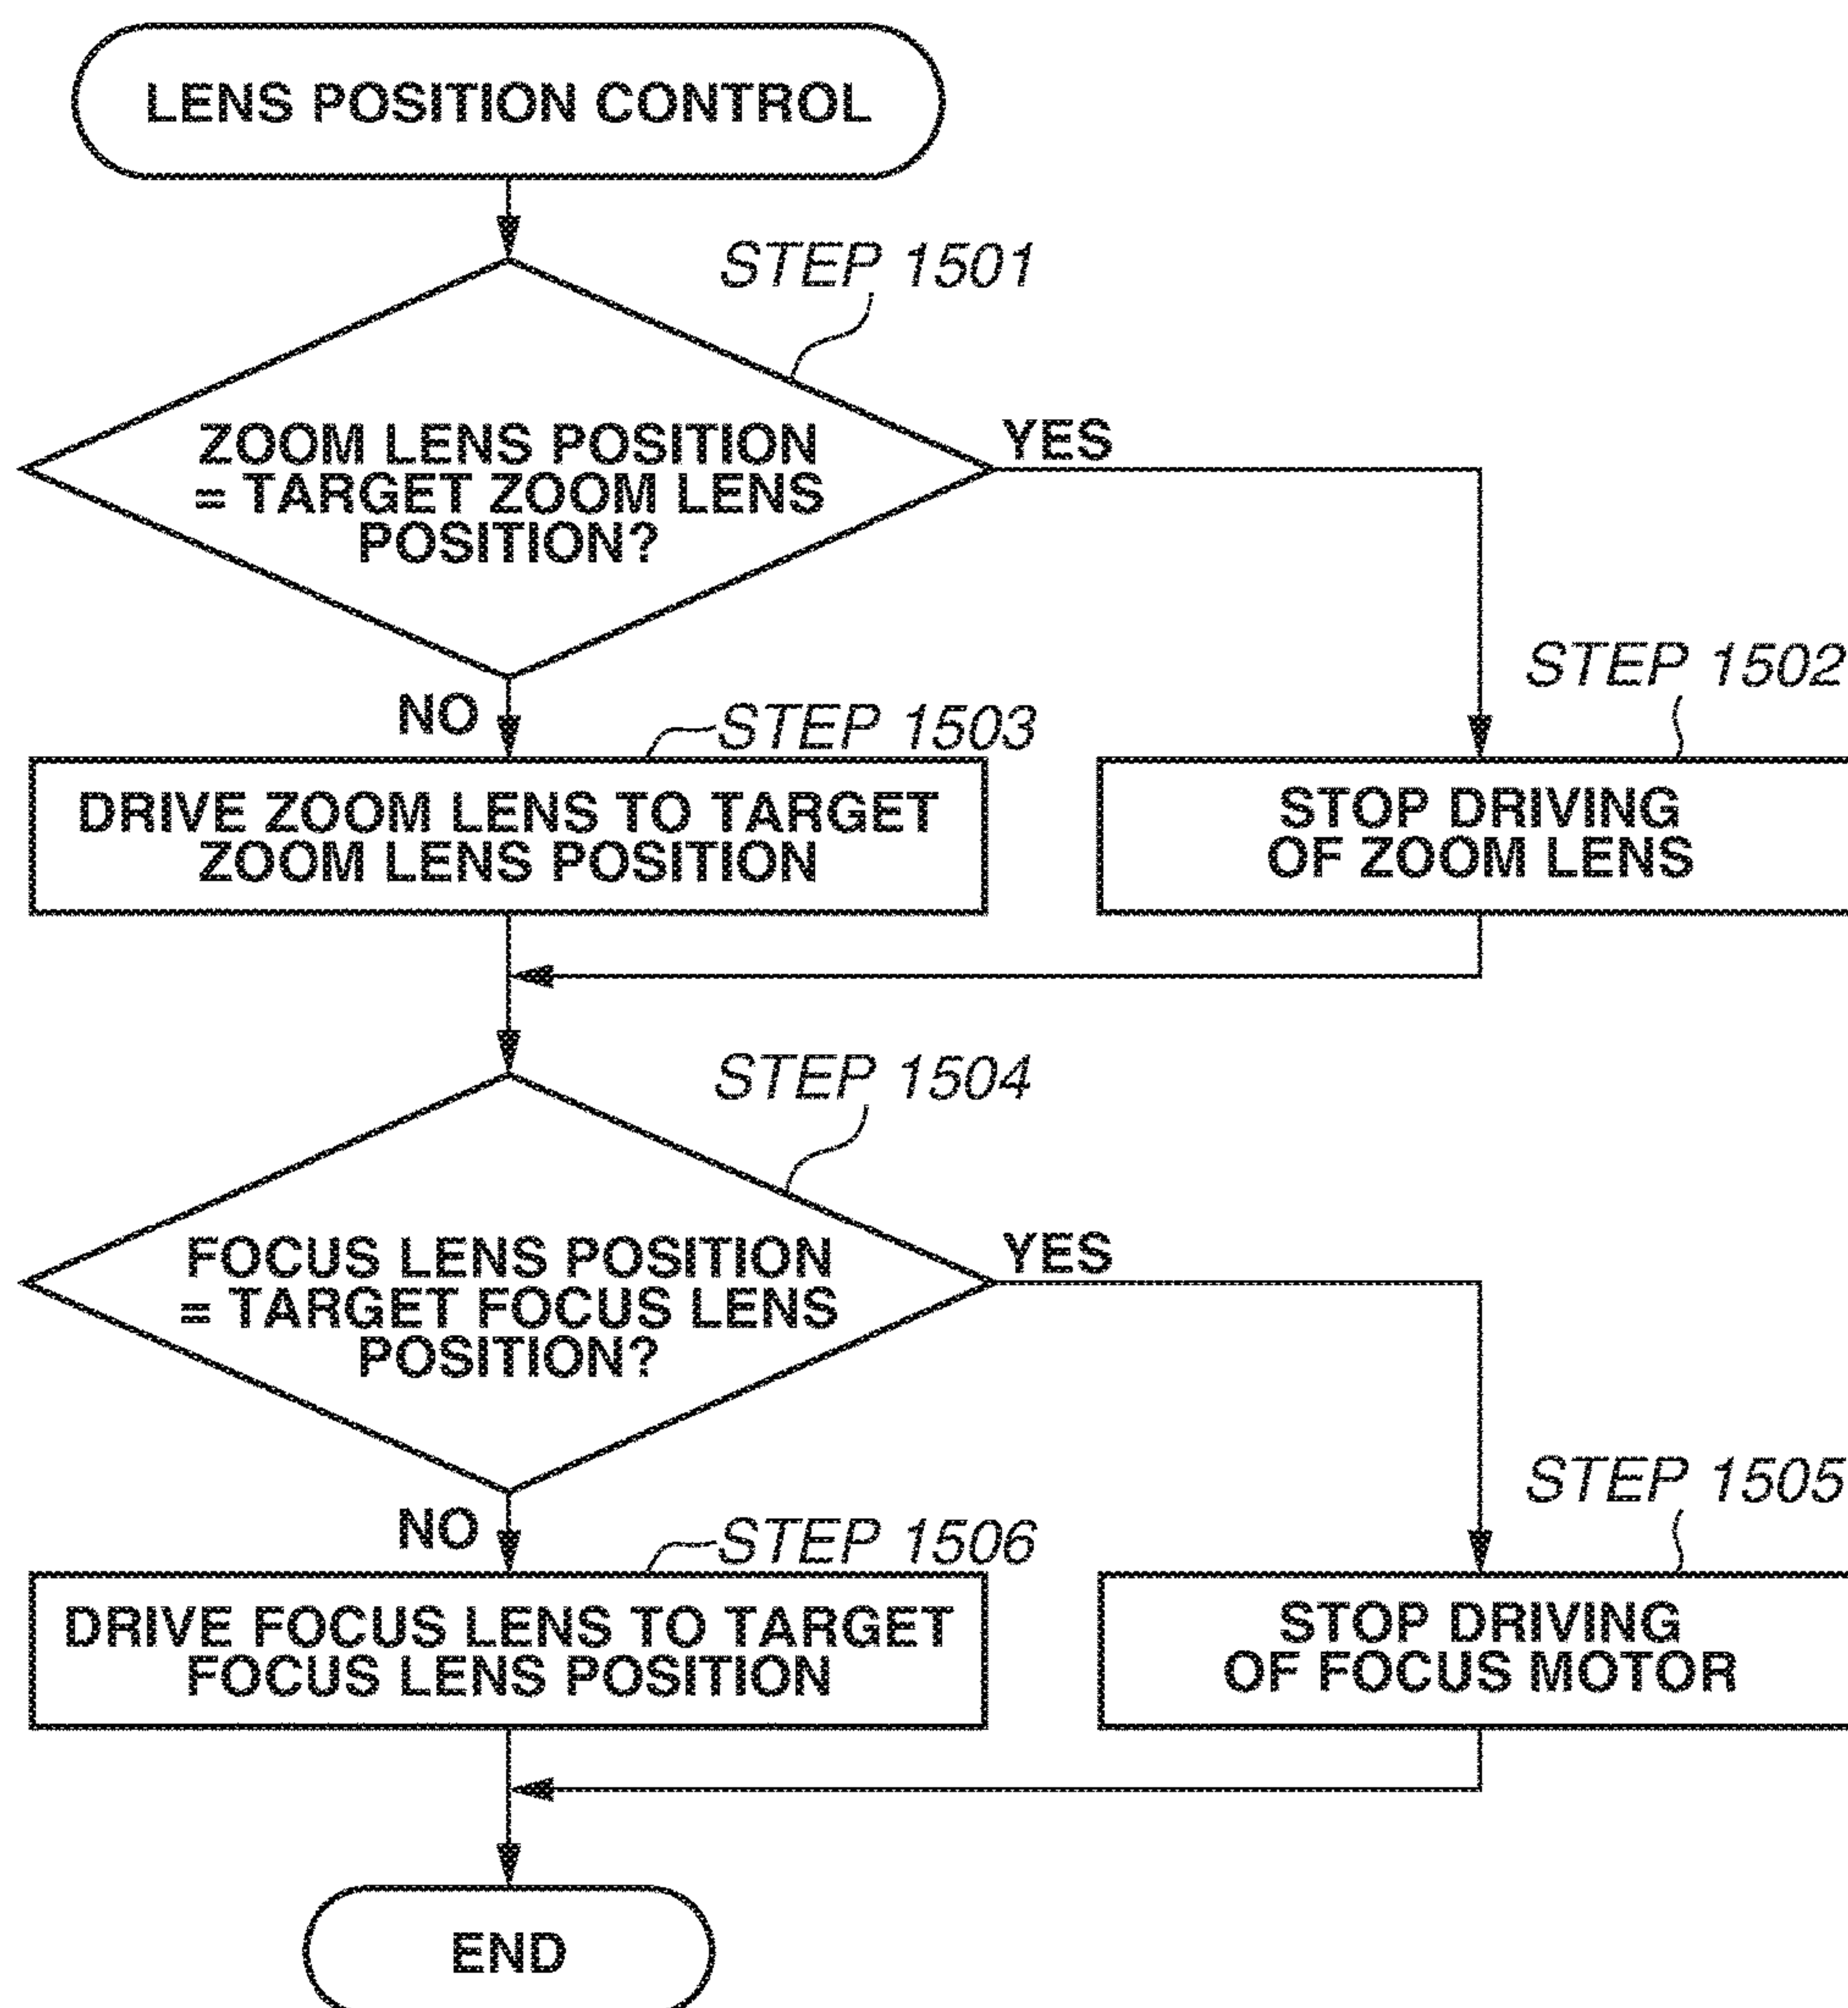 LENS POSITION CONTROL
STEP 1501
ZOOM LENS POSITION
= TARGET ZOOM LENS
POSITION?
YES
STEP 1502
NO
STEP 1503
DRIVE ZOOM LENS TO TARGET
ZOOM LENS POSITION
STOP DRIVING
OF ZOOM LENS
STEP 1504
FOCUS LENS POSITION
= TARGET FOCUS LENS
POSITION?
YES
STEP 1505
NO
STEP 1506
DRIVE FOCUS LENS TO TARGET
FOCUS LENS POSITION
STOP DRIVING
OF FOCUS MOTOR
END